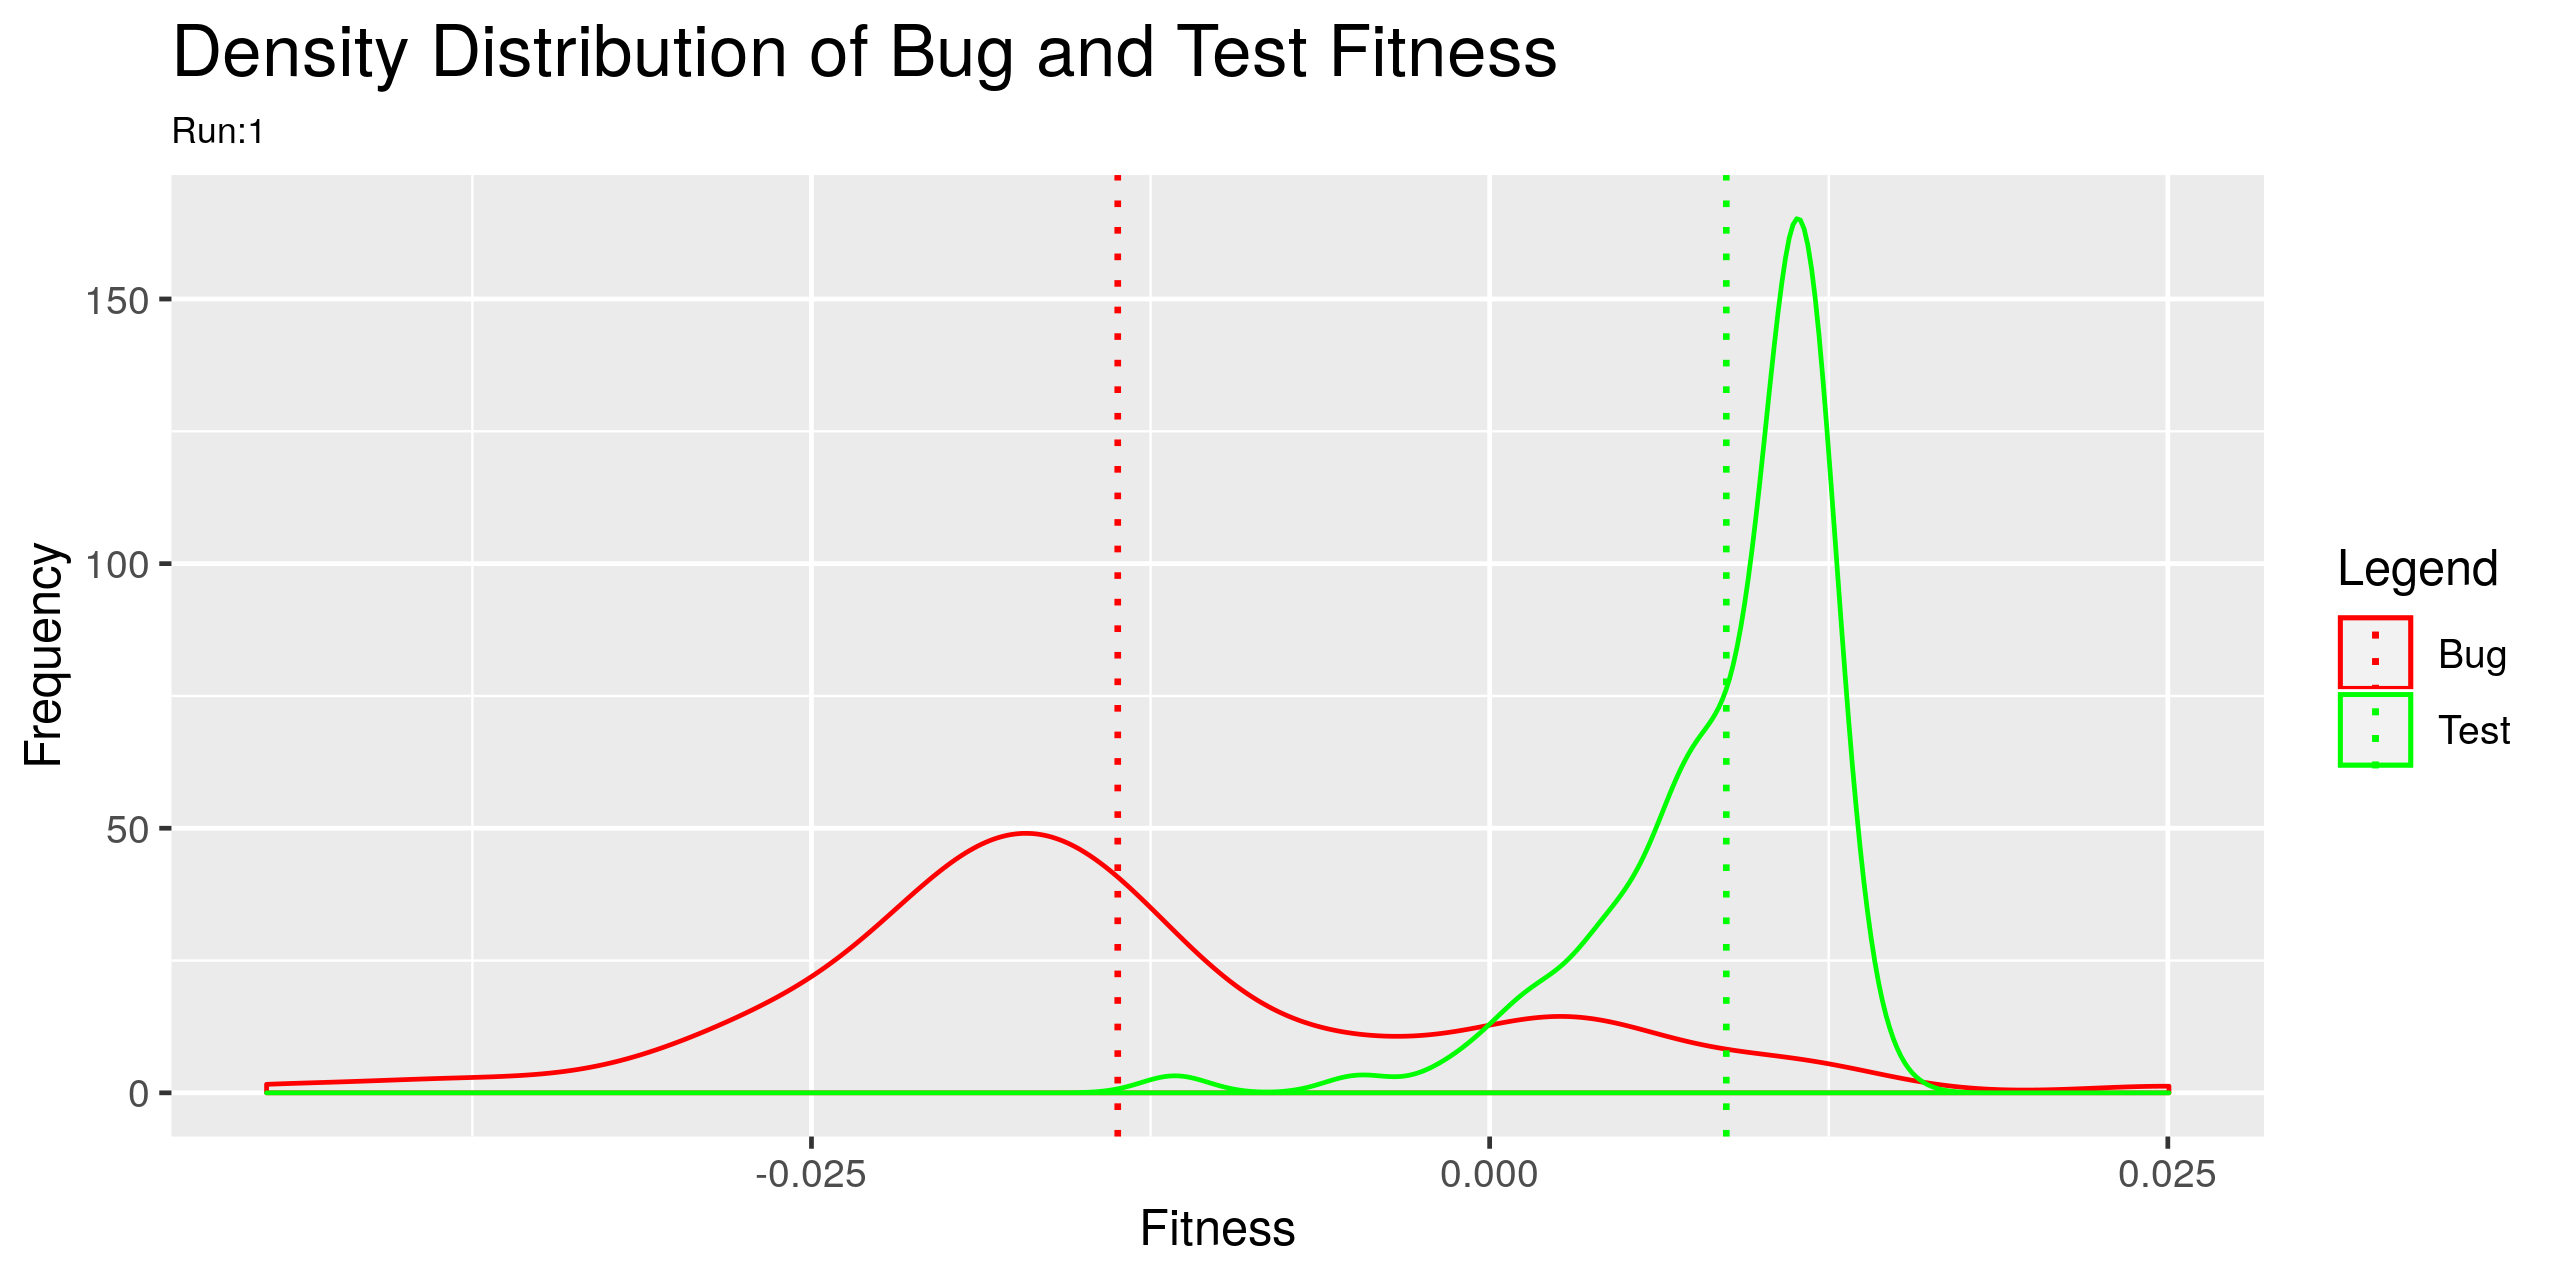 Density Distribution of Bug and Test Fitness
Run:1
150
100
50
0
Frequency
-0.025
0.000
0.025
Fitness
Legend
Bug
Test